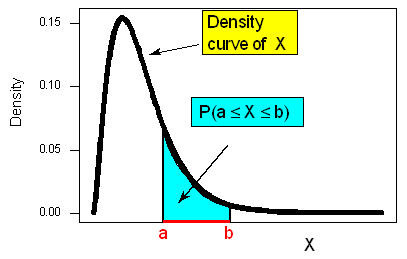 Density
curve of X
0.15
0.10
P(a ≤ X ≤ b)
Density
0.05
0.00
a
b
X